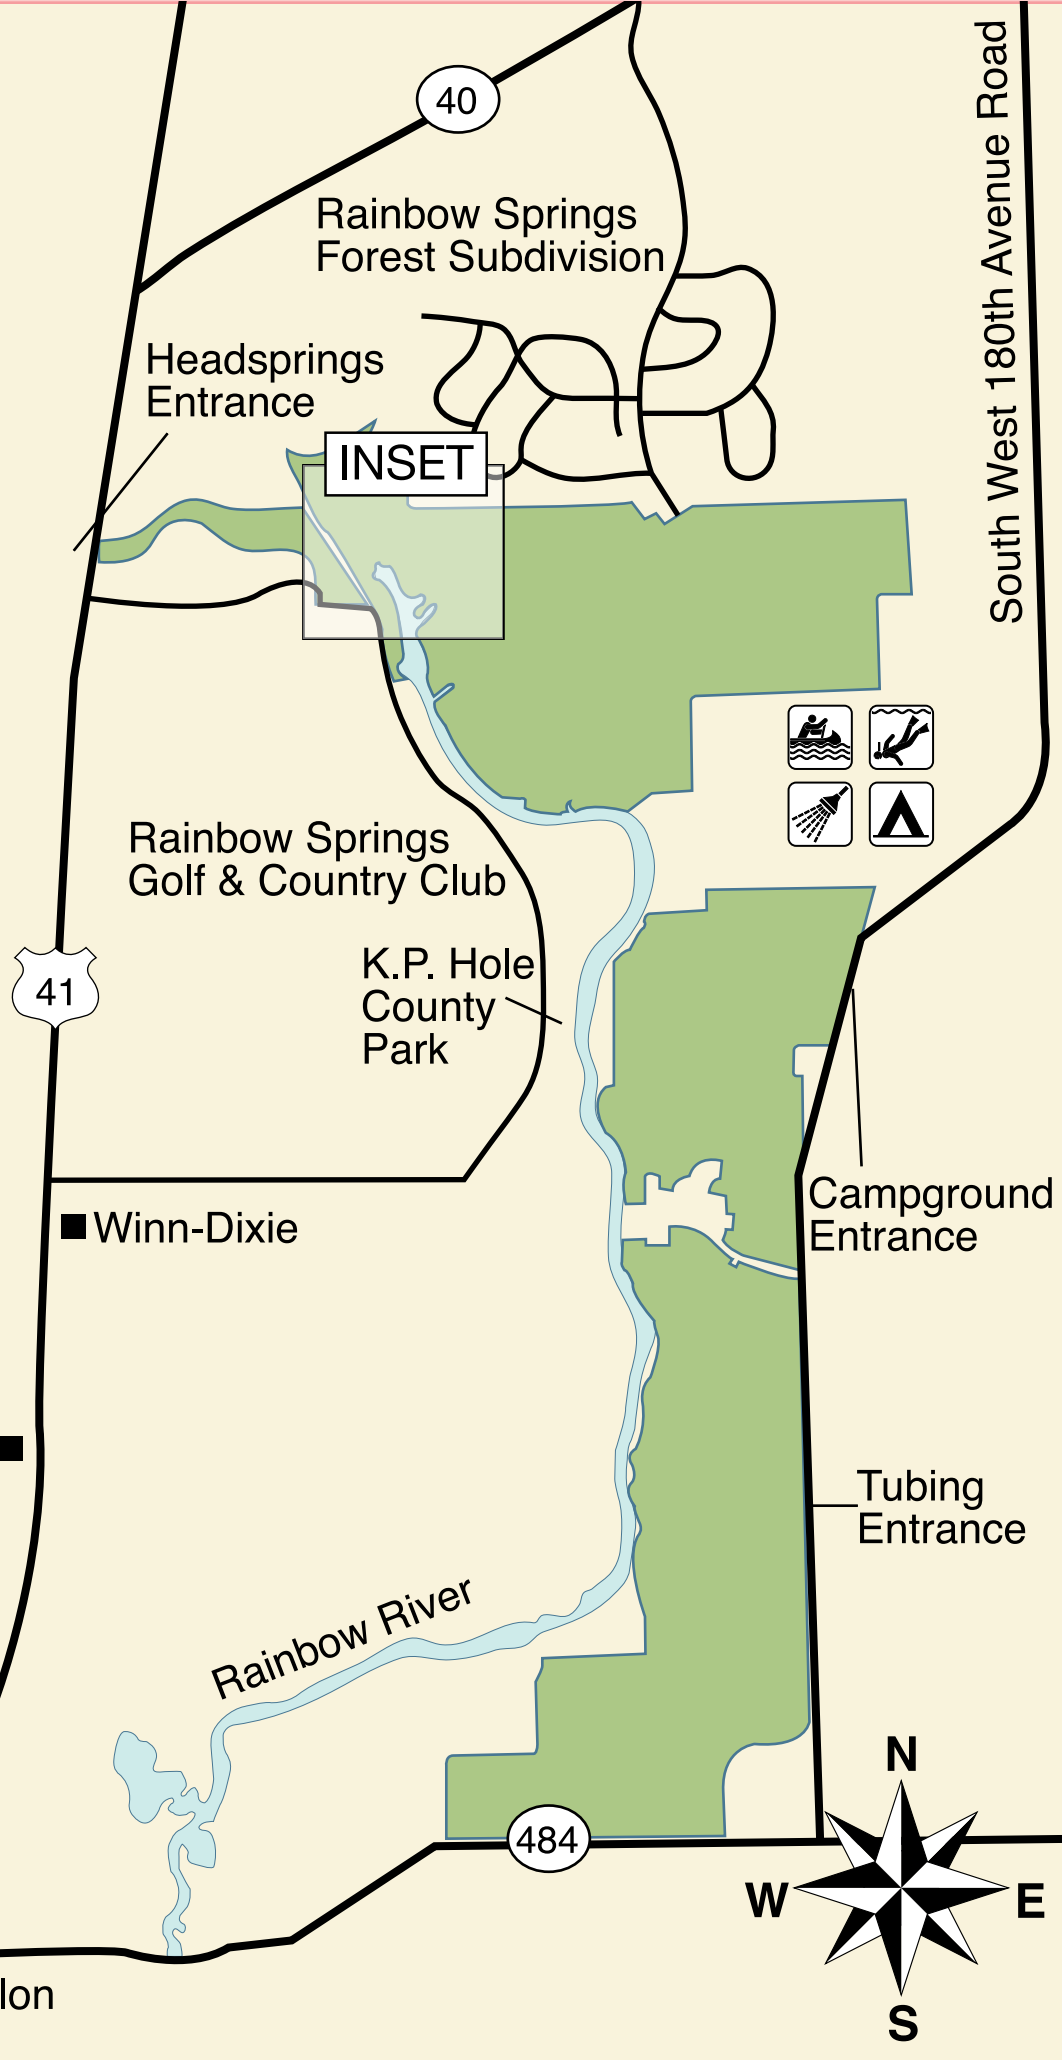 40
South West 180th Avenue Road
Rainbow Springs
Forest Subdivision
Headsprings
Entrance
INSET
Rainbow Springs
Golf & Country Club
K.P. Hole
County
Park
41
Campground
Entrance
Winn-Dixie
Tubing
Entrance
Rainbow River
N
484
W
E
S
lon